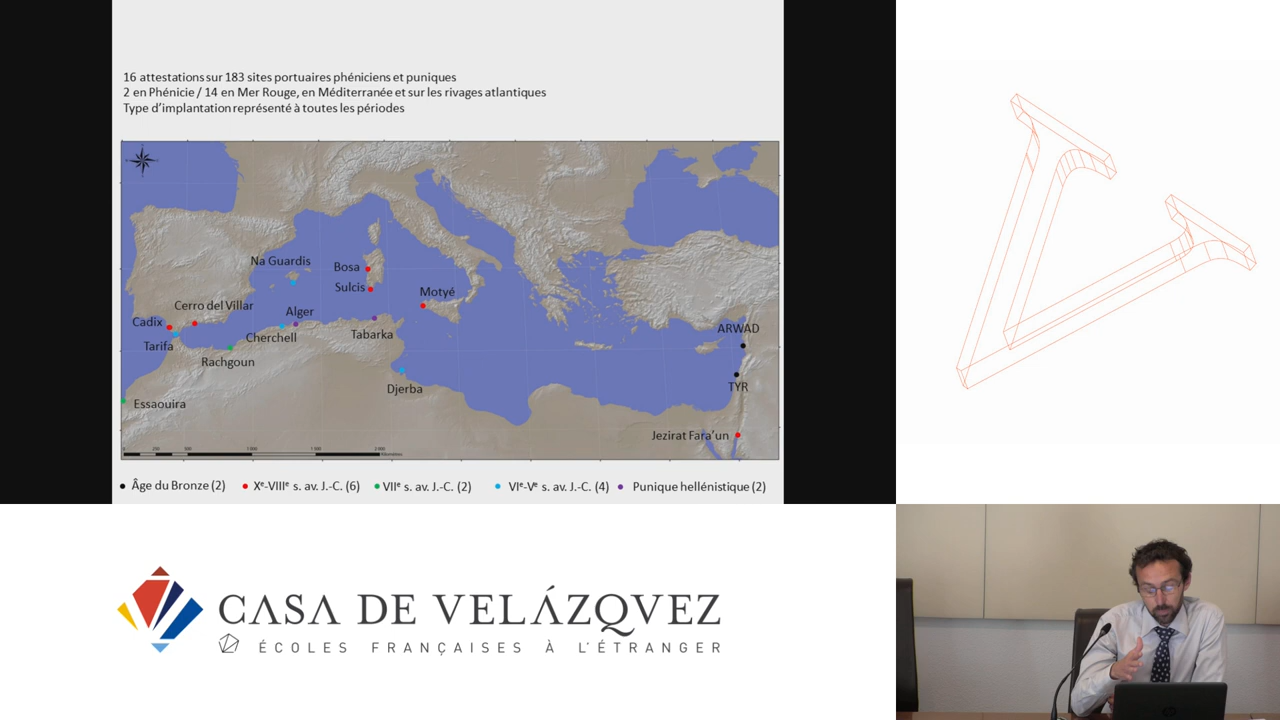 16 attestations sur 183 sites portuaires phéniciens et puniques
2 en Phénicie / 14 en Mer Rouge, en Méditerranée et sur les rivages atlantiques
Type d'implantation représenté à toutes les périodes
Na Guardis
Bosa
Sulcis
Motyé
Cerro del Villar
Alger
Cadix
Cherchell
Tabarka
ARWAD
Tarifa
Rachgoun
Djerba
TYR
Essaouira
Jezirat Fara'un
Âge du Bronze (2) Xe-VIIIe s. av. J.-C. (6) VIIe s. av. J.-C. (2) VIe-Ve s. av. J.-C. (4) Punique hellénistique (2)
CASA DE VELÁZQVEZ
ÉCOLES FRANÇAISES À L'ÉTRANGER